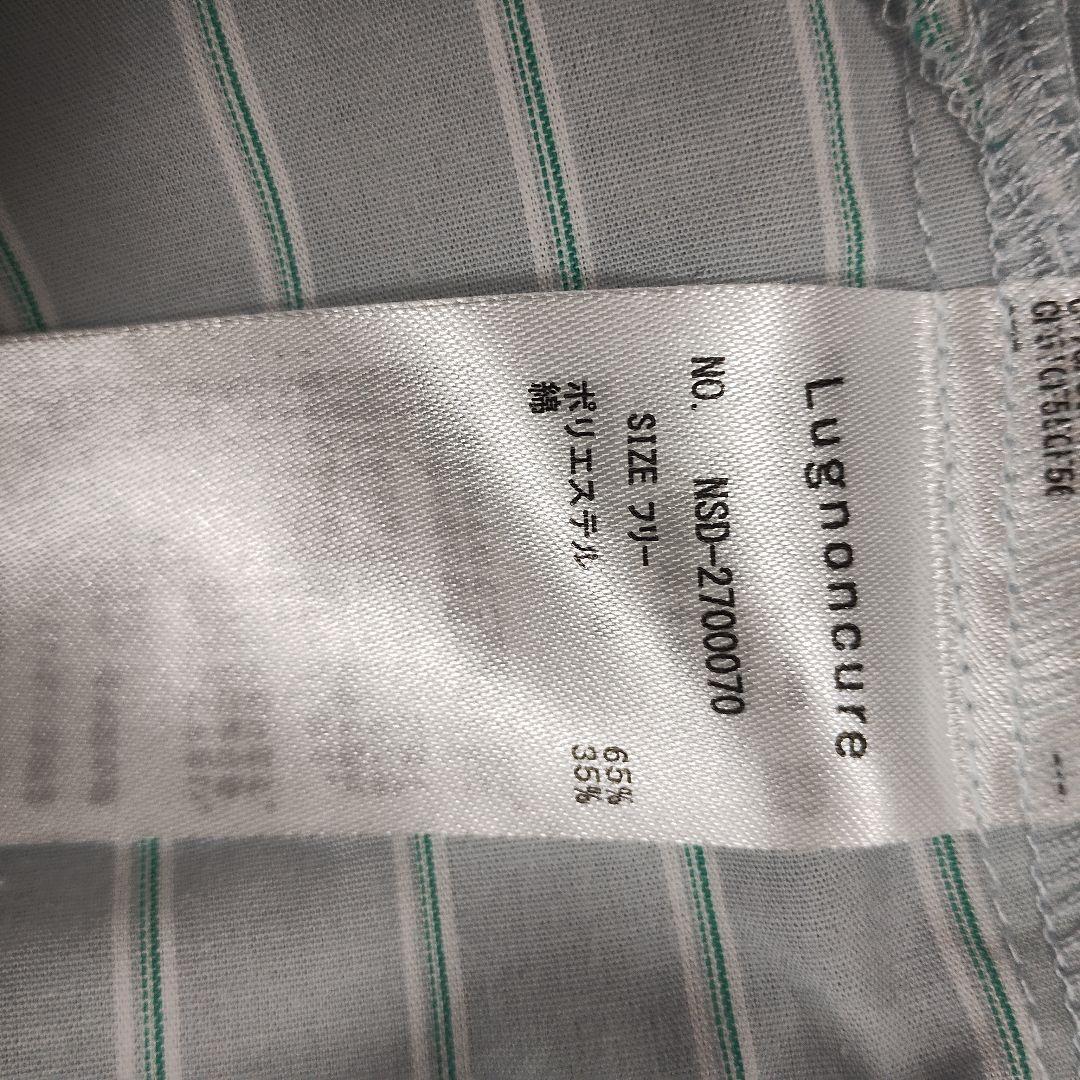 Lugnoncure
NO. NSD-2700070
SIZE フリー
ポリエステル 65%
綿 35%